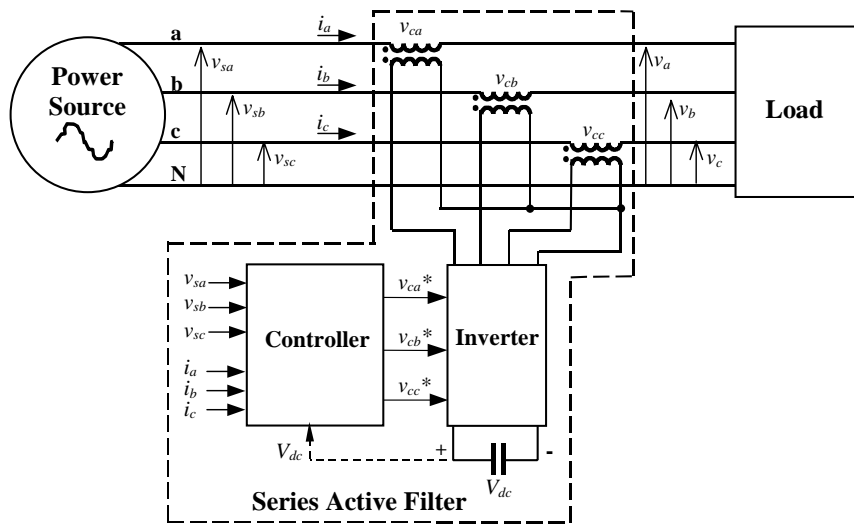 a
i_a
v_ca
v_sa
v_a
Power
Source
b
i_b
v_cb
v_sb
v_b
Load
c
i_c
v_cc
v_sc
v_c
N
v_sa
v_sb
v_sc
i_a
i_b
i_c
Controller
v_ca*
v_cb*
v_cc*
Inverter
V_dc
+
-
V_dc
Series Active Filter